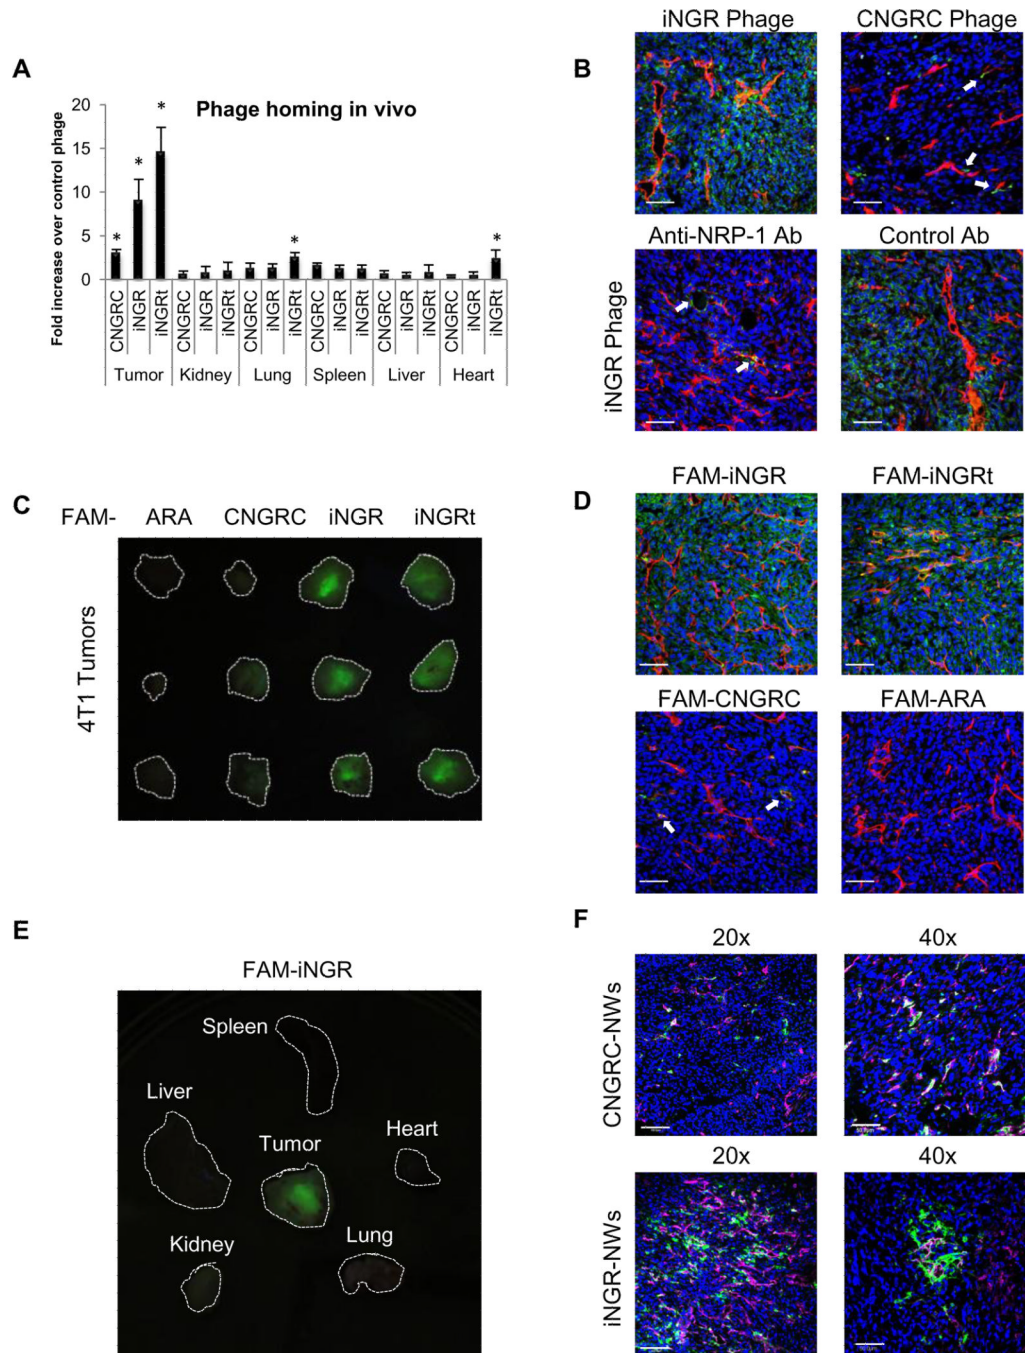 A
Phage homing in vivo
Fold increase over control phage
20
15
10
5
0
*
*
*
*
*
CNGRC
iNGR
iNGRt
CNGRC
iNGR
iNGRt
CNGRC
iNGR
iNGRt
CNGRC
iNGR
iNGRt
CNGRC
iNGR
iNGRt
CNGRC
iNGR
iNGRt
Tumor Kidney Lung Spleen Liver Heart
B
iNGR Phage CNGRC Phage
Anti-NRP-1 Ab Control Ab
iNGR Phage
C
FAM- ARA CNGRC iNGR iNGRt
4T1 Tumors
D
FAM-iNGR FAM-iNGRt
FAM-CNGRC FAM-ARA
E
FAM-iNGR
Spleen
Liver
Tumor
Heart
Kidney
Lung
F
20x 40x
CNGRC-NWs
20x 40x
iNGR-NWs